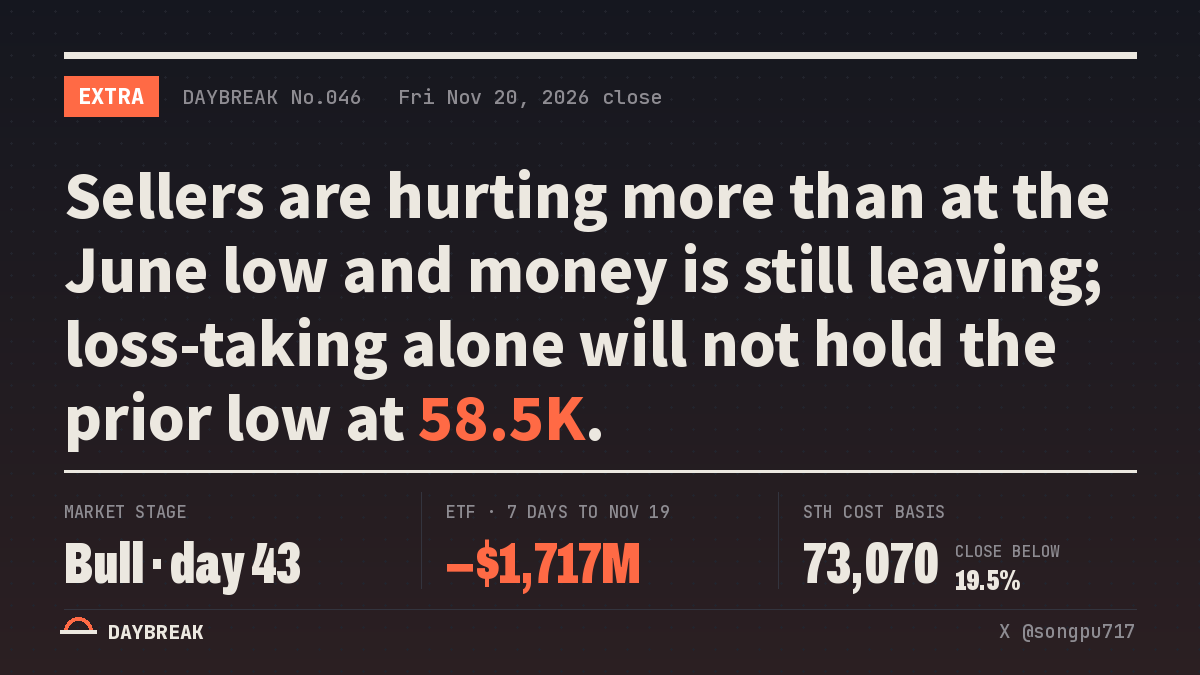 EXTRA DAYBREAK No.046 Fri Nov 20, 2026 close
Sellers are hurting more than at the
June low and money is still leaving;
loss-taking alone will not hold the
prior low at 58.5K.
MARKET STAGE
Bull · day 43
ETF · 7 DAYS TO NOV 19
−$1,717M
STH COST BASIS
73,070
CLOSE BELOW
19.5%
DAYBREAK
X @songpu717